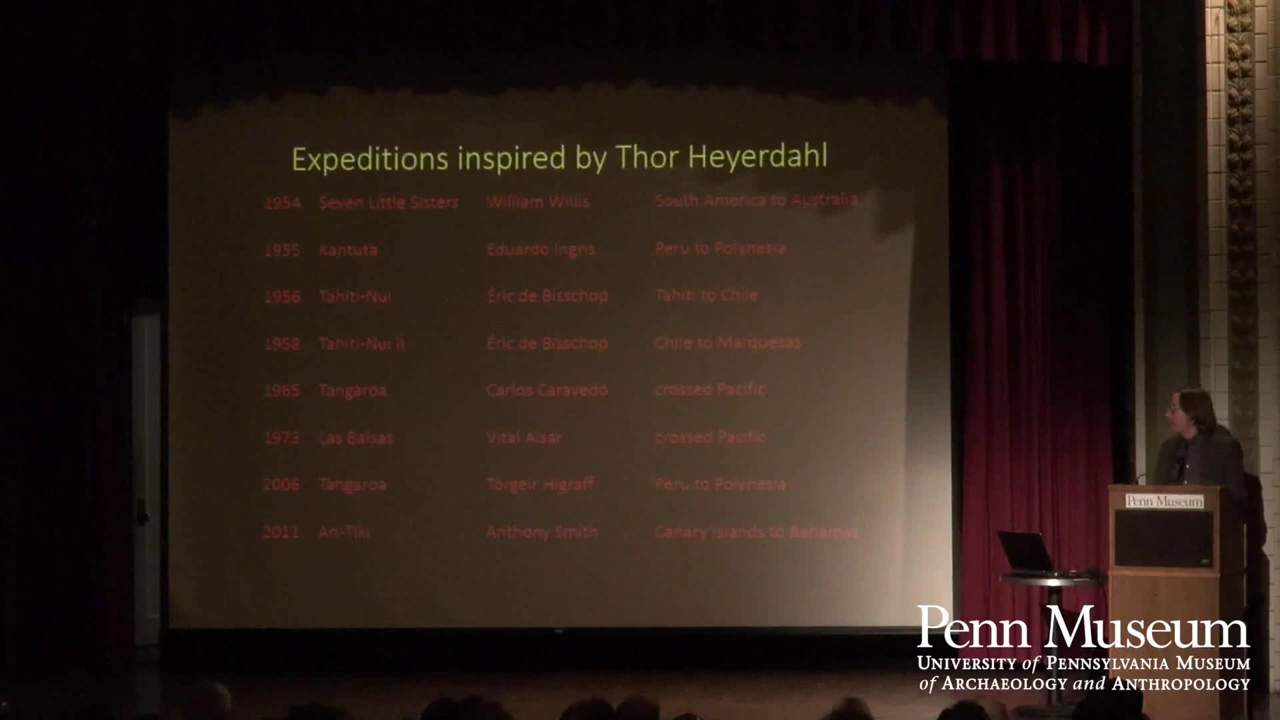 Expeditions inspired by Thor Heyerdahl
1954 Seven Little Sisters William Willis South America to Australia
1955 Kantuta Eduardo Ingris Peru to Polynesia
1956 Tahiti-Nui Éric de Bisschop Tahiti to Chile
1958 Tahiti-Nui II Éric de Bisschop Chile to Marquesas
1965 Tangaroa Carlos Caravedo crossed Pacific
1973 Las Balsas Vital Alsar crossed Pacific
2006 Tangaroa Torgeir Higraff Peru to Polynesia
2011 An-Tiki Anthony Smith Canary Islands to Bahamas
Penn Museum
Penn Museum
University of Pennsylvania Museum
of Archaeology and Anthropology